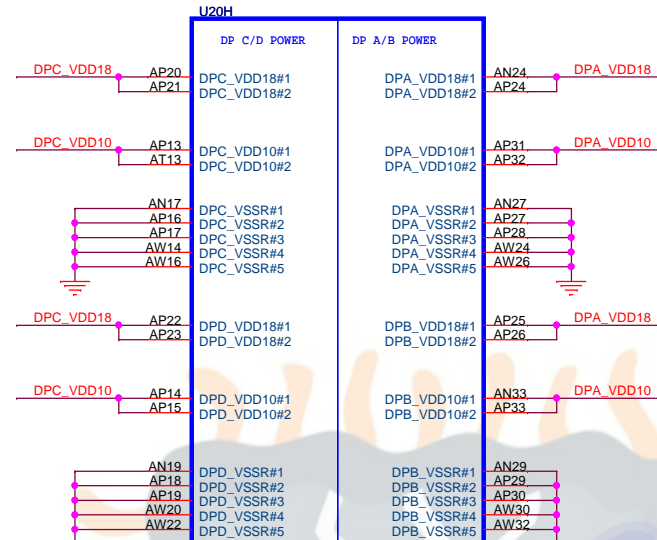 U20H
DP C/D POWER DP A/B POWER
DPC_VDD18 AP20 DPC_VDD18#1 DPA_VDD18#1 AN24 DPA_VDD18
AP21 DPC_VDD18#2 DPA_VDD18#2 AP24
DPC_VDD10 AP13 DPC_VDD10#1 DPA_VDD10#1 AP31 DPA_VDD10
AT13 DPC_VDD10#2 DPA_VDD10#2 AP32
AN17 DPC_VSSR#1 DPA_VSSR#1 AN27
AP16 DPC_VSSR#2 DPA_VSSR#2 AP27
AP17 DPC_VSSR#3 DPA_VSSR#3 AP28
AW14 DPC_VSSR#4 DPA_VSSR#4 AW24
AW16 DPC_VSSR#5 DPA_VSSR#5 AW26
DPC_VDD18 AP22 DPD_VDD18#1 DPB_VDD18#1 AP25 DPA_VDD18
AP23 DPD_VDD18#2 DPB_VDD18#2 AP26
DPC_VDD10 AP14 DPD_VDD10#1 DPB_VDD10#1 AN33 DPA_VDD10
AP15 DPD_VDD10#2 DPB_VDD10#2 AP33
AN19 DPD_VSSR#1 DPB_VSSR#1 AN29
AP18 DPD_VSSR#2 DPB_VSSR#2 AP29
AP19 DPD_VSSR#3 DPB_VSSR#3 AP30
AW20 DPD_VSSR#4 DPB_VSSR#4 AW30
AW22 DPD_VSSR#5 DPB_VSSR#5 AW32